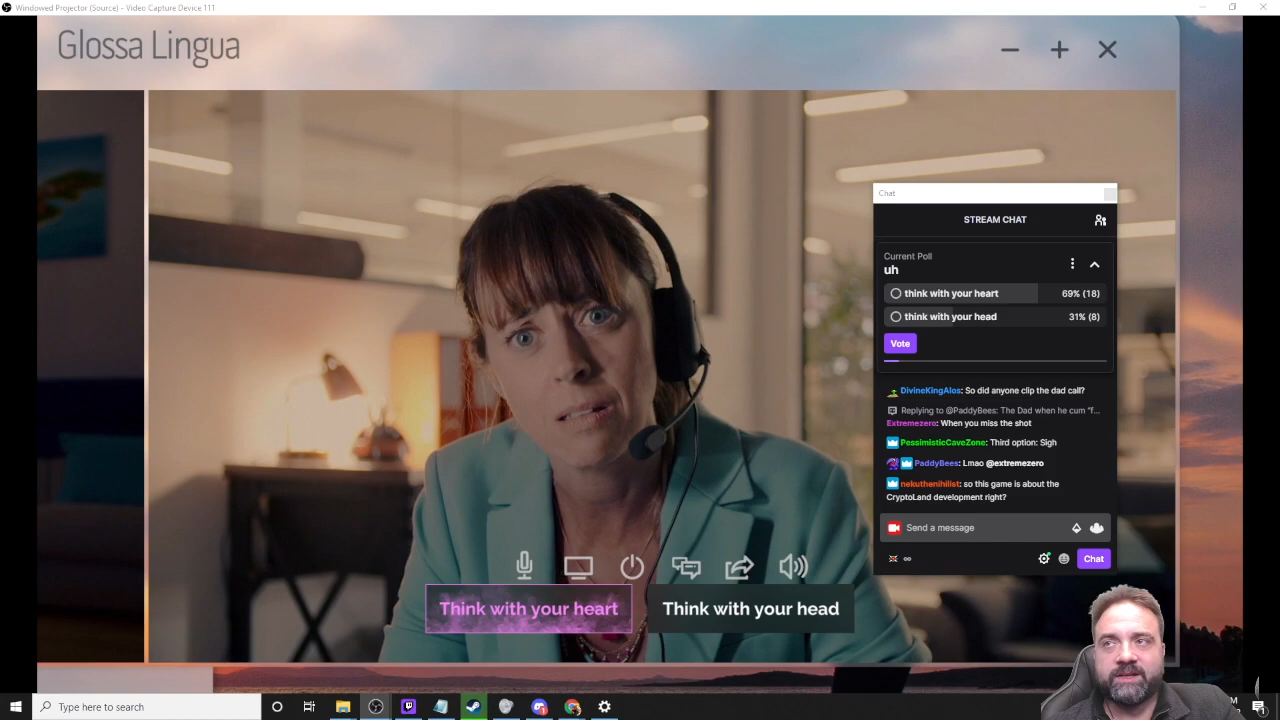 Windowed Projector (Source) - Video Capture Device 111
Glossa Lingua
Chat
STREAM CHAT
Current Poll
uh
think with your heart 69% (18)
think with your head 31% (8)
Vote
DivineKingAlos: So did anyone clip the dad call?
Replying to @PaddyBees: The Dad when he cum "f...
Extremezero: When you miss the shot
PessimisticCaveZone: Third option: Sigh
PaddyBees: Lmao @extremezero
nekuthenihilist: so this game is about the
CryptoLand development right?
Send a message
Chat
Think with your heart Think with your head
Type here to search